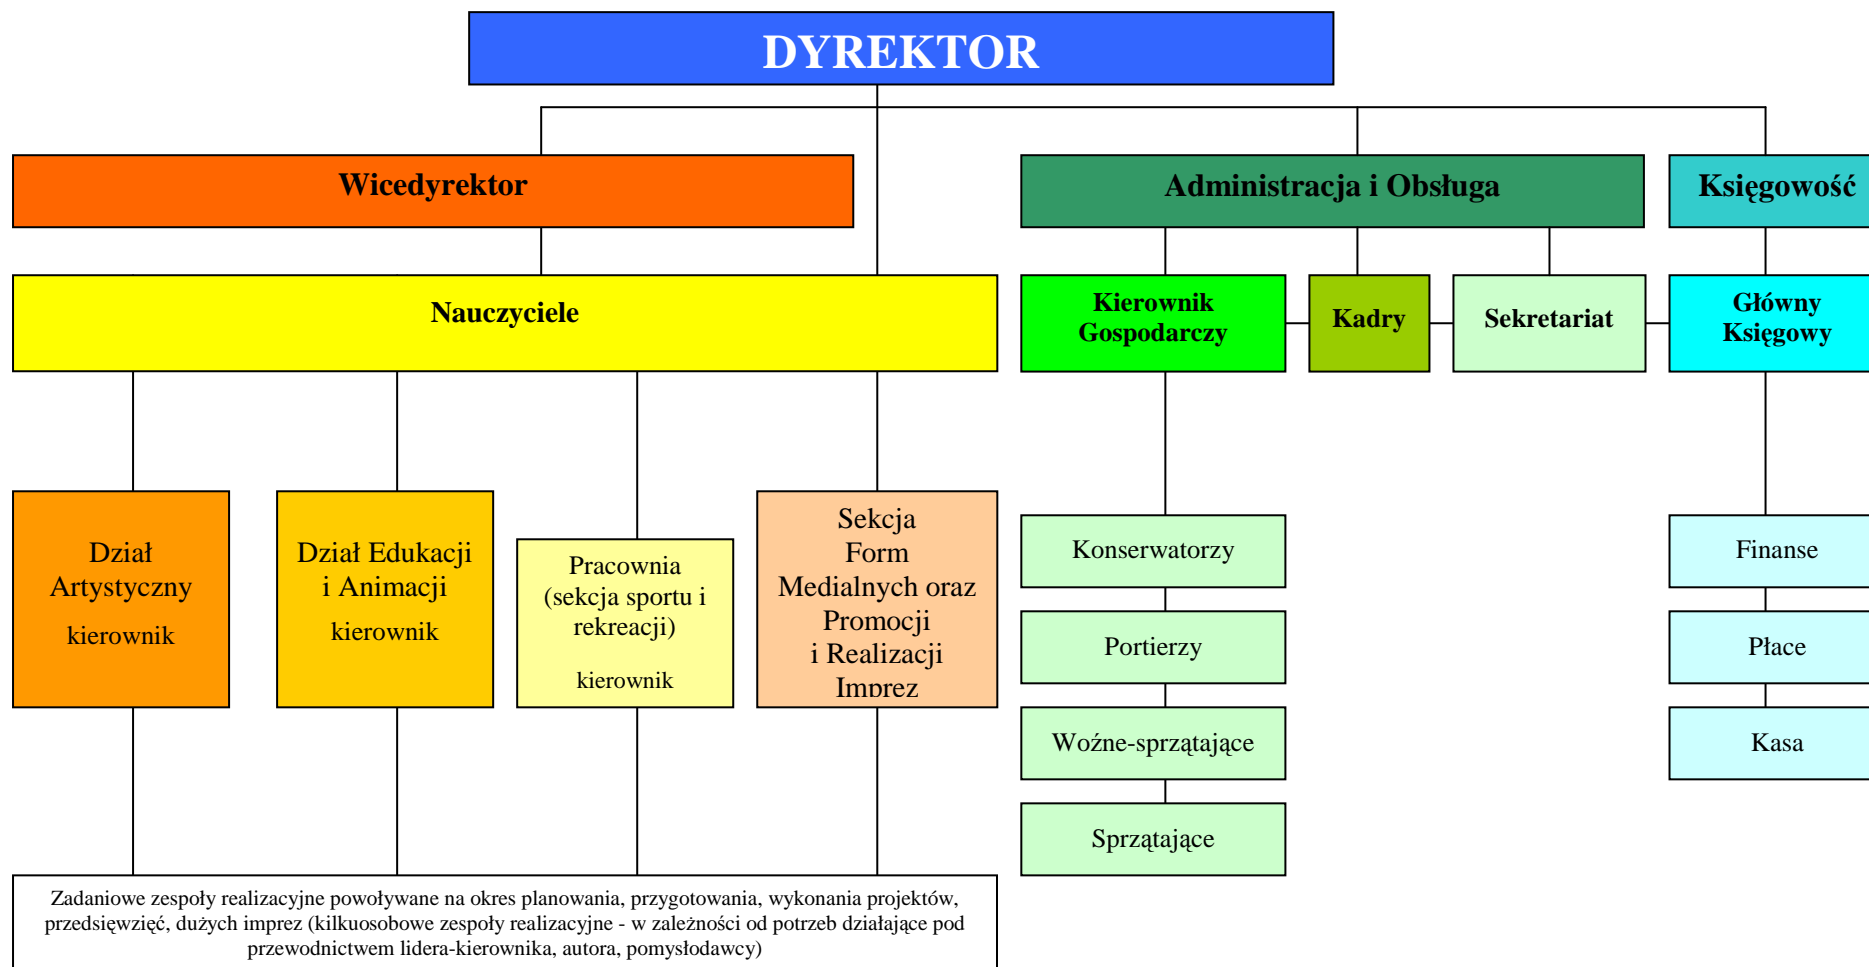 DYREKTOR
Wicedyrektor
Administracja i Obsługa
Księgowość
Nauczyciele
Kierownik
Gospodarczy
Kadry
Sekretariat
Główny
Księgowy
Dział
Artystyczny
kierownik
Dział Edukacji
i Animacji
kierownik
Pracownia
(sekcja sportu i
rekreacji)
kierownik
Sekcja
Form
Medialnych oraz
Promocji
i Realizacji
Imprez
Konserwatorzy
Portierzy
Woźne-sprzątające
Sprzątające
Finanse
Płace
Kasa
Zadaniowe zespoły realizacyjne powoływane na okres planowania, przygotowania, wykonania projektów,
przedsięwzięć, dużych imprez (kilkuosobowe zespoły realizacyjne - w zależności od potrzeb działające pod
przewodnictwem lidera-kierownika, autora, pomysłodawcy)